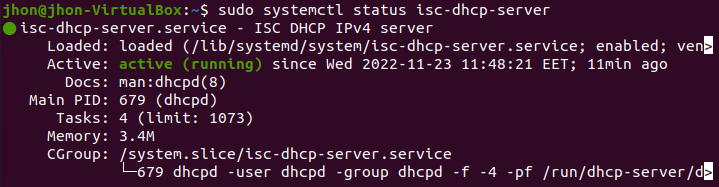 jhon@jhon-VirtualBox:~$ sudo systemctl status isc-dhcp-server
● isc-dhcp-server.service - ISC DHCP IPv4 server
     Loaded: loaded (/lib/systemd/system/isc-dhcp-server.service; enabled; ven>
     Active: active (running) since Wed 2022-11-23 11:48:21 EET; 11min ago
       Docs: man:dhcpd(8)
   Main PID: 679 (dhcpd)
      Tasks: 4 (limit: 1073)
     Memory: 3.4M
     CGroup: /system.slice/isc-dhcp-server.service
             └─679 dhcpd -user dhcpd -group dhcpd -f -4 -pf /run/dhcp-server/d>